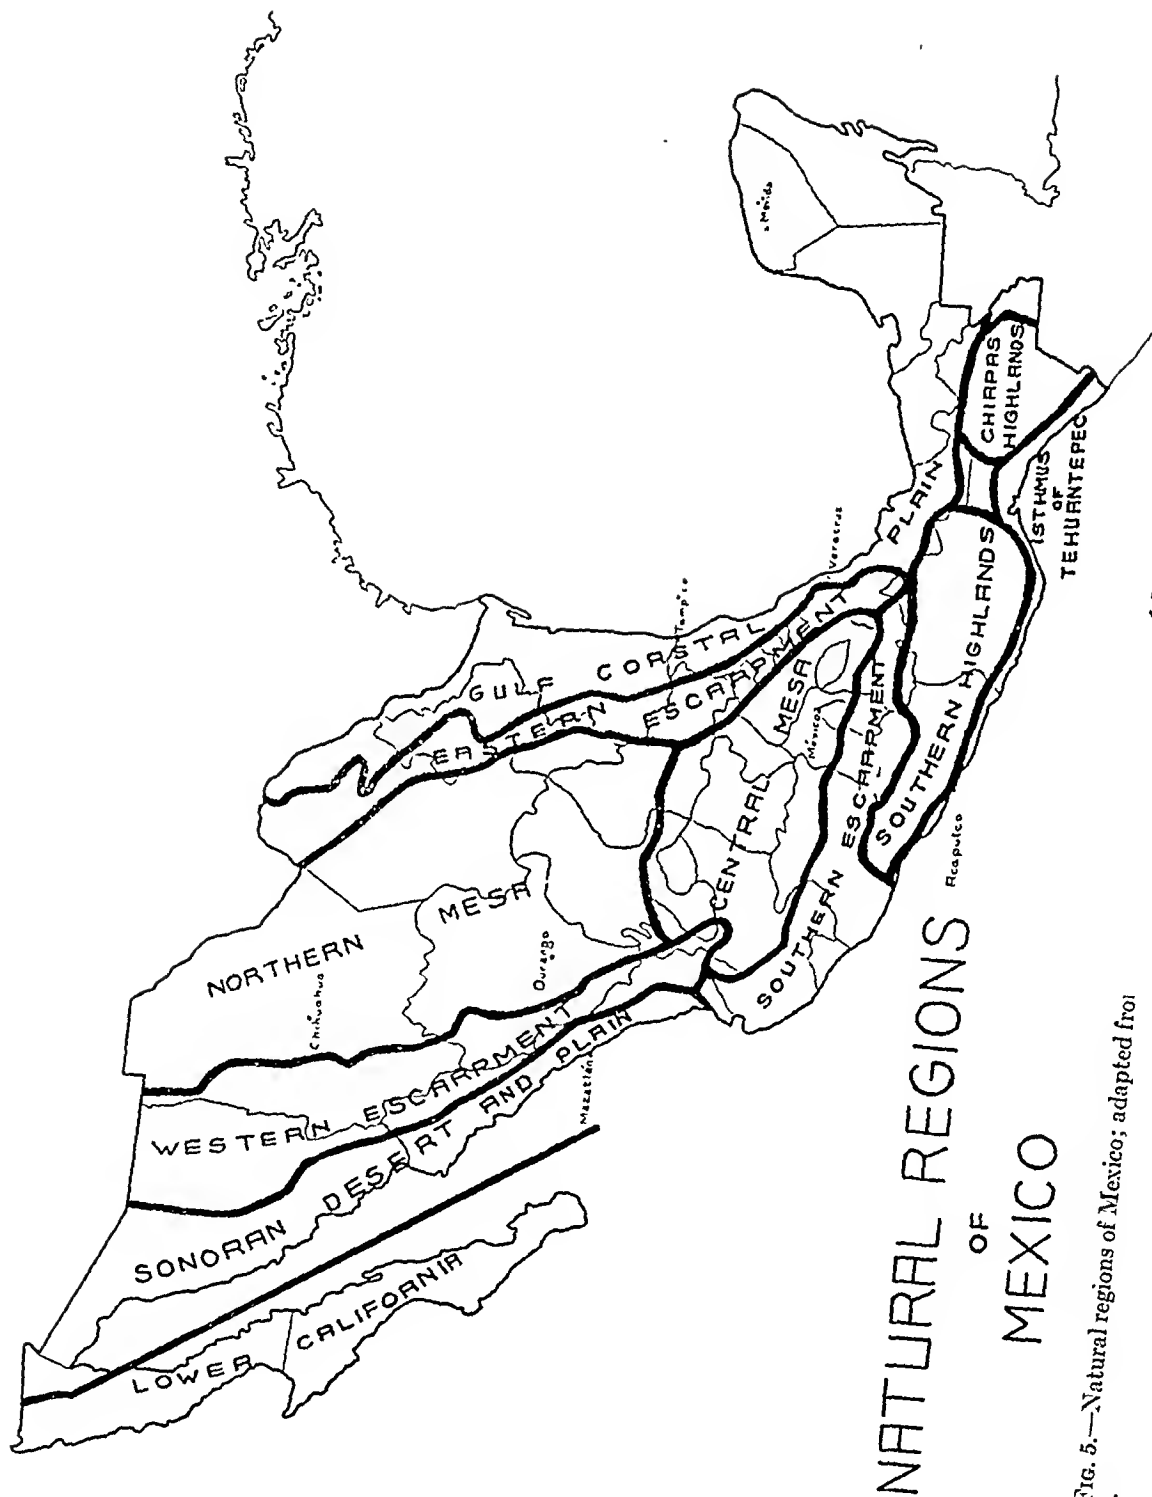 LOWER
CALIFORNIA
SONORAN DESERT AND PLAIN
WESTERN ESCARPMENT
NORTHERN
MESA
Chihuahua
Durango
Mazatlán
EASTERN ESCARPMENT
GULF COASTAL PLAIN
Tampico
Veracruz
CENTRAL MESA
México
SOUTHERN ESCARPMENT
SOUTHERN HIGHLANDS
Acapulco
ISTHMUS
OF
TEHUANTEPEC
CHIAPAS
HIGHLANDS
Mérida
NATURAL REGIONS
OF
MEXICO
FIG. 5.—Natural regions of Mexico; adapted from